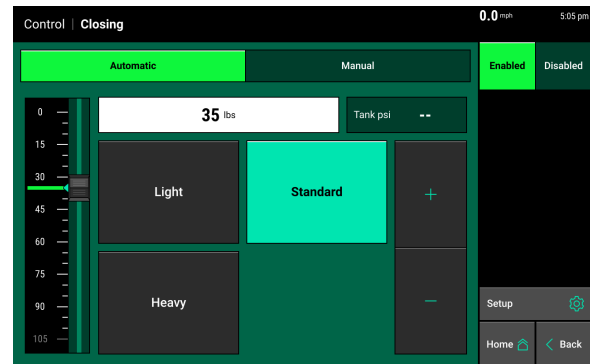 Control | Closing
0.0 mph 5:05 pm
Automatic Manual
Enabled Disabled
35 lbs
Tank psi --
0
15
30
45
60
75
90
105
Light
Standard
+
Heavy
−
Setup
Home
< Back